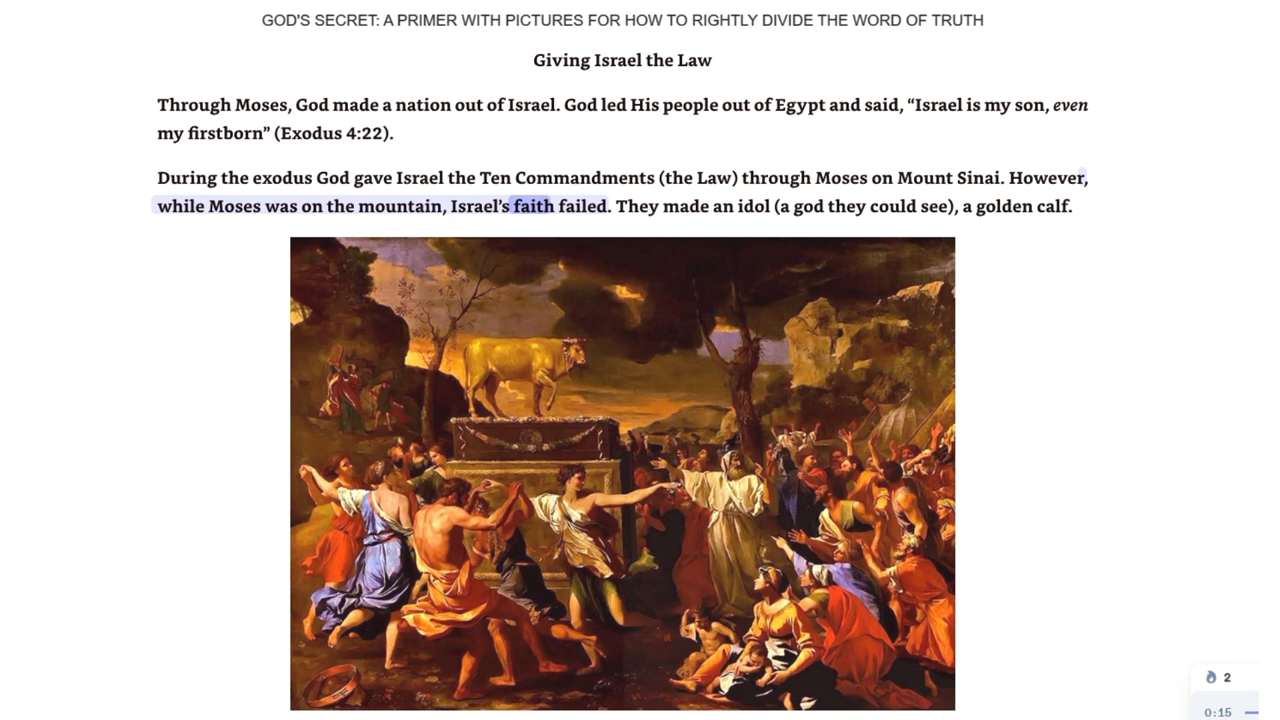 GOD'S SECRET: A PRIMER WITH PICTURES FOR HOW TO RIGHTLY DIVIDE THE WORD OF TRUTH
Giving Israel the Law
Through Moses, God made a nation out of Israel. God led His people out of Egypt and said, “Israel is my son, even
my firstborn” (Exodus 4:22).
During the exodus God gave Israel the Ten Commandments (the Law) through Moses on Mount Sinai. However,
while Moses was on the mountain, Israel’s faith failed. They made an idol (a god they could see), a golden calf.
2
0:15